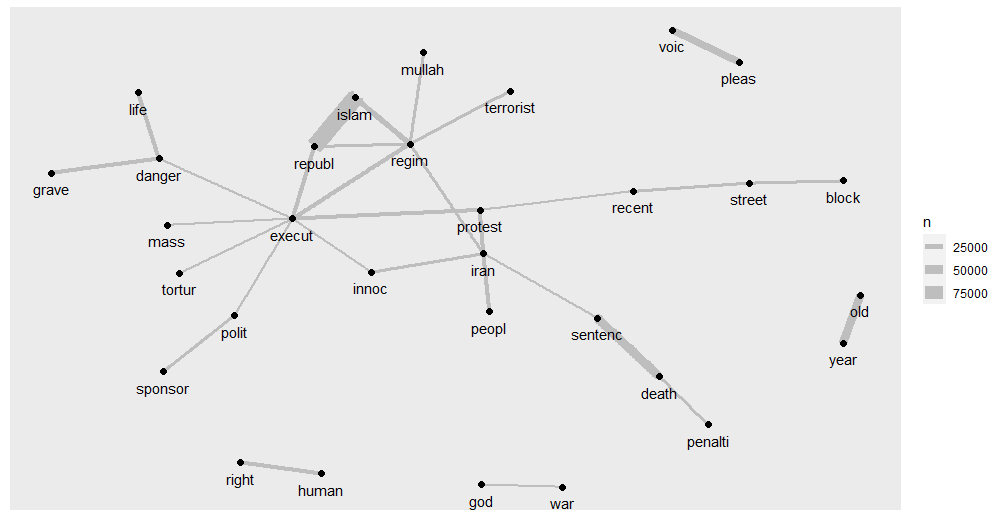 voic
pleas
mullah
islam
terrorist
life
republ
regim
grave
danger
recent
street
block
execut
protest
mass
iran
tortur
innoc
polit
peopl
sentenc
sponsor
death
penalti
old
year
right
human
god
war
n
25000
50000
75000